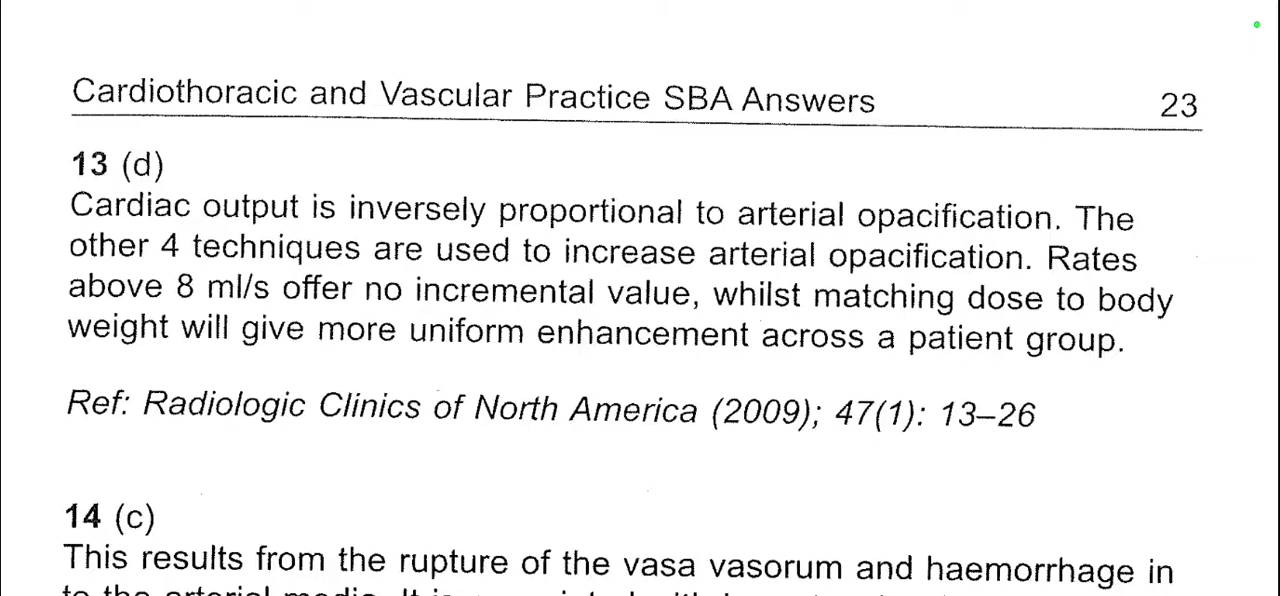 Cardiothoracic and Vascular Practice SBA Answers 23
13 (d)
Cardiac output is inversely proportional to arterial opacification. The
other 4 techniques are used to increase arterial opacification. Rates
above 8 ml/s offer no incremental value, whilst matching dose to body
weight will give more uniform enhancement across a patient group.
Ref: Radiologic Clinics of North America (2009); 47(1): 13–26
14 (c)
This results from the rupture of the vasa vasorum and haemorrhage in
to the arterial media. It is